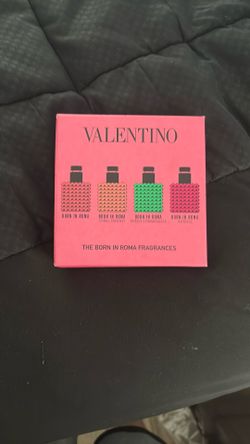 VALENTINO
BORN IN ROMA BORN IN ROMA BORN IN ROMA BORN IN ROMA
THE BORN IN ROMA FRAGRANCES